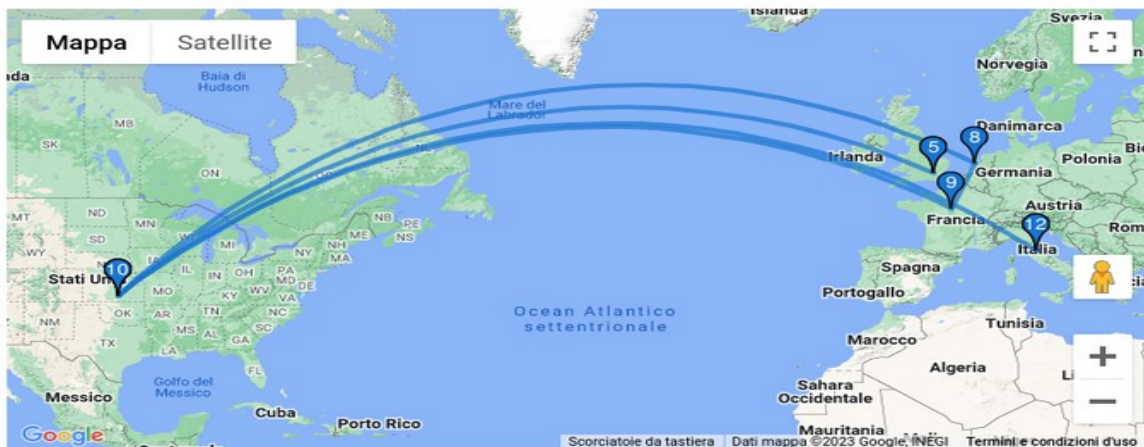 Islanda
Svezia
Mappa
Satellite
nada
Baia di
Hudson
Norvegia
Mare del
Labrador
Danimarca
MB
SK
ON
NL
Irlanda
5
8
Polonia
Germania
9
Austria
Francia
12
Italia
MT
ND
MN
NB
PE
NS
SD
WI
MI
NH
MA
WY
10
Stati Uni
IL
IN
OH
PA
MD
DE
MO
KY
WV
VA
OK
AR
TN
NC
NM
MS
AL
SC
GA
TX
LA
FL
Spagna
Portogallo
Ocean Atlantico
settentrionale
Tunisia
Marocco
Algeria
Golfo del
Messico
Messico
Cuba
Porto Rico
Sahara
Occidentale
Mauritania
Google
Scorciatoie da tastiera
Dati mappa ©2023 Google, INEGI
Termini e condizioni d'uso